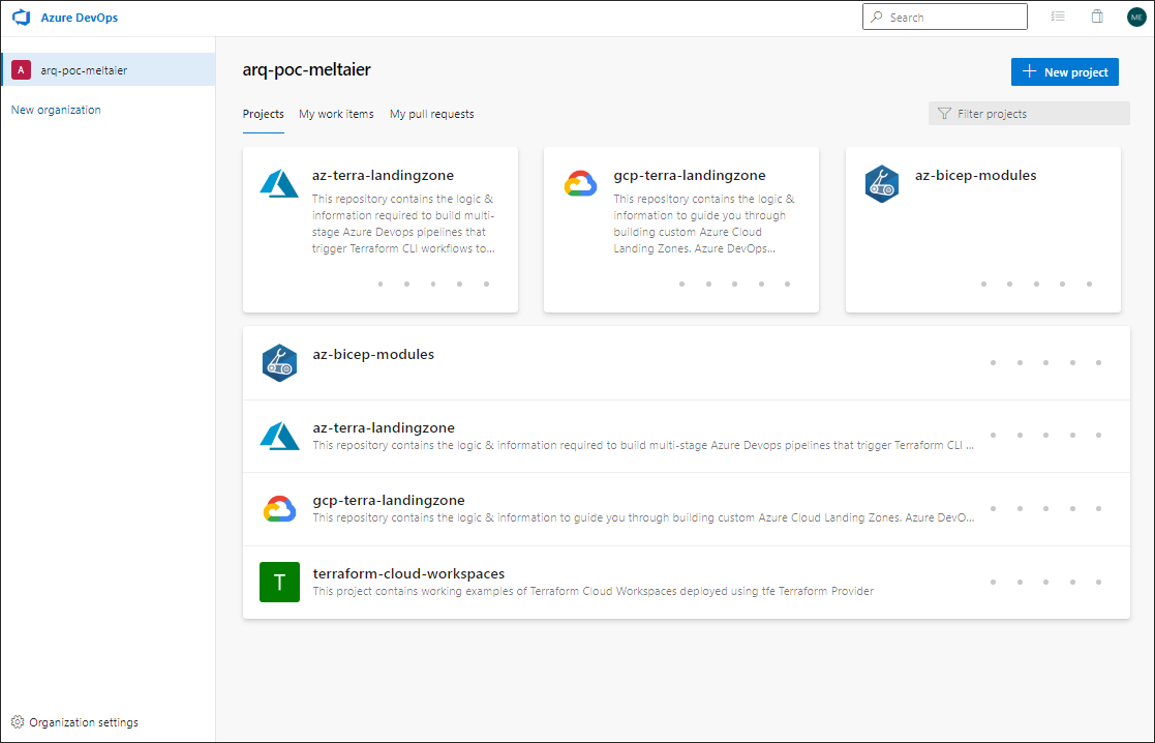 Azure DevOps
Search
ME
A
arq-poc-meltaier
New organization
arq-poc-meltaier
New project
Projects
My work items
My pull requests
Filter projects
az-terra-landingzone
This repository contains the logic &
information required to build multi-
stage Azure Devops pipelines that
trigger Terraform CLI workflows to...
gcp-terra-landingzone
This repository contains the logic &
information to guide you through
building custom Azure Cloud
Landing Zones. Azure DevOps...
az-bicep-modules
az-bicep-modules
az-terra-landingzone
This repository contains the logic & information required to build multi-stage Azure Devops pipelines that trigger Terraform CLI ...
gcp-terra-landingzone
This repository contains the logic & information to guide you through building custom Azure Cloud Landing Zones. Azure DevO...
T
terraform-cloud-workspaces
This project contains working examples of Terraform Cloud Workspaces deployed using tfe Terraform Provider
Organization settings